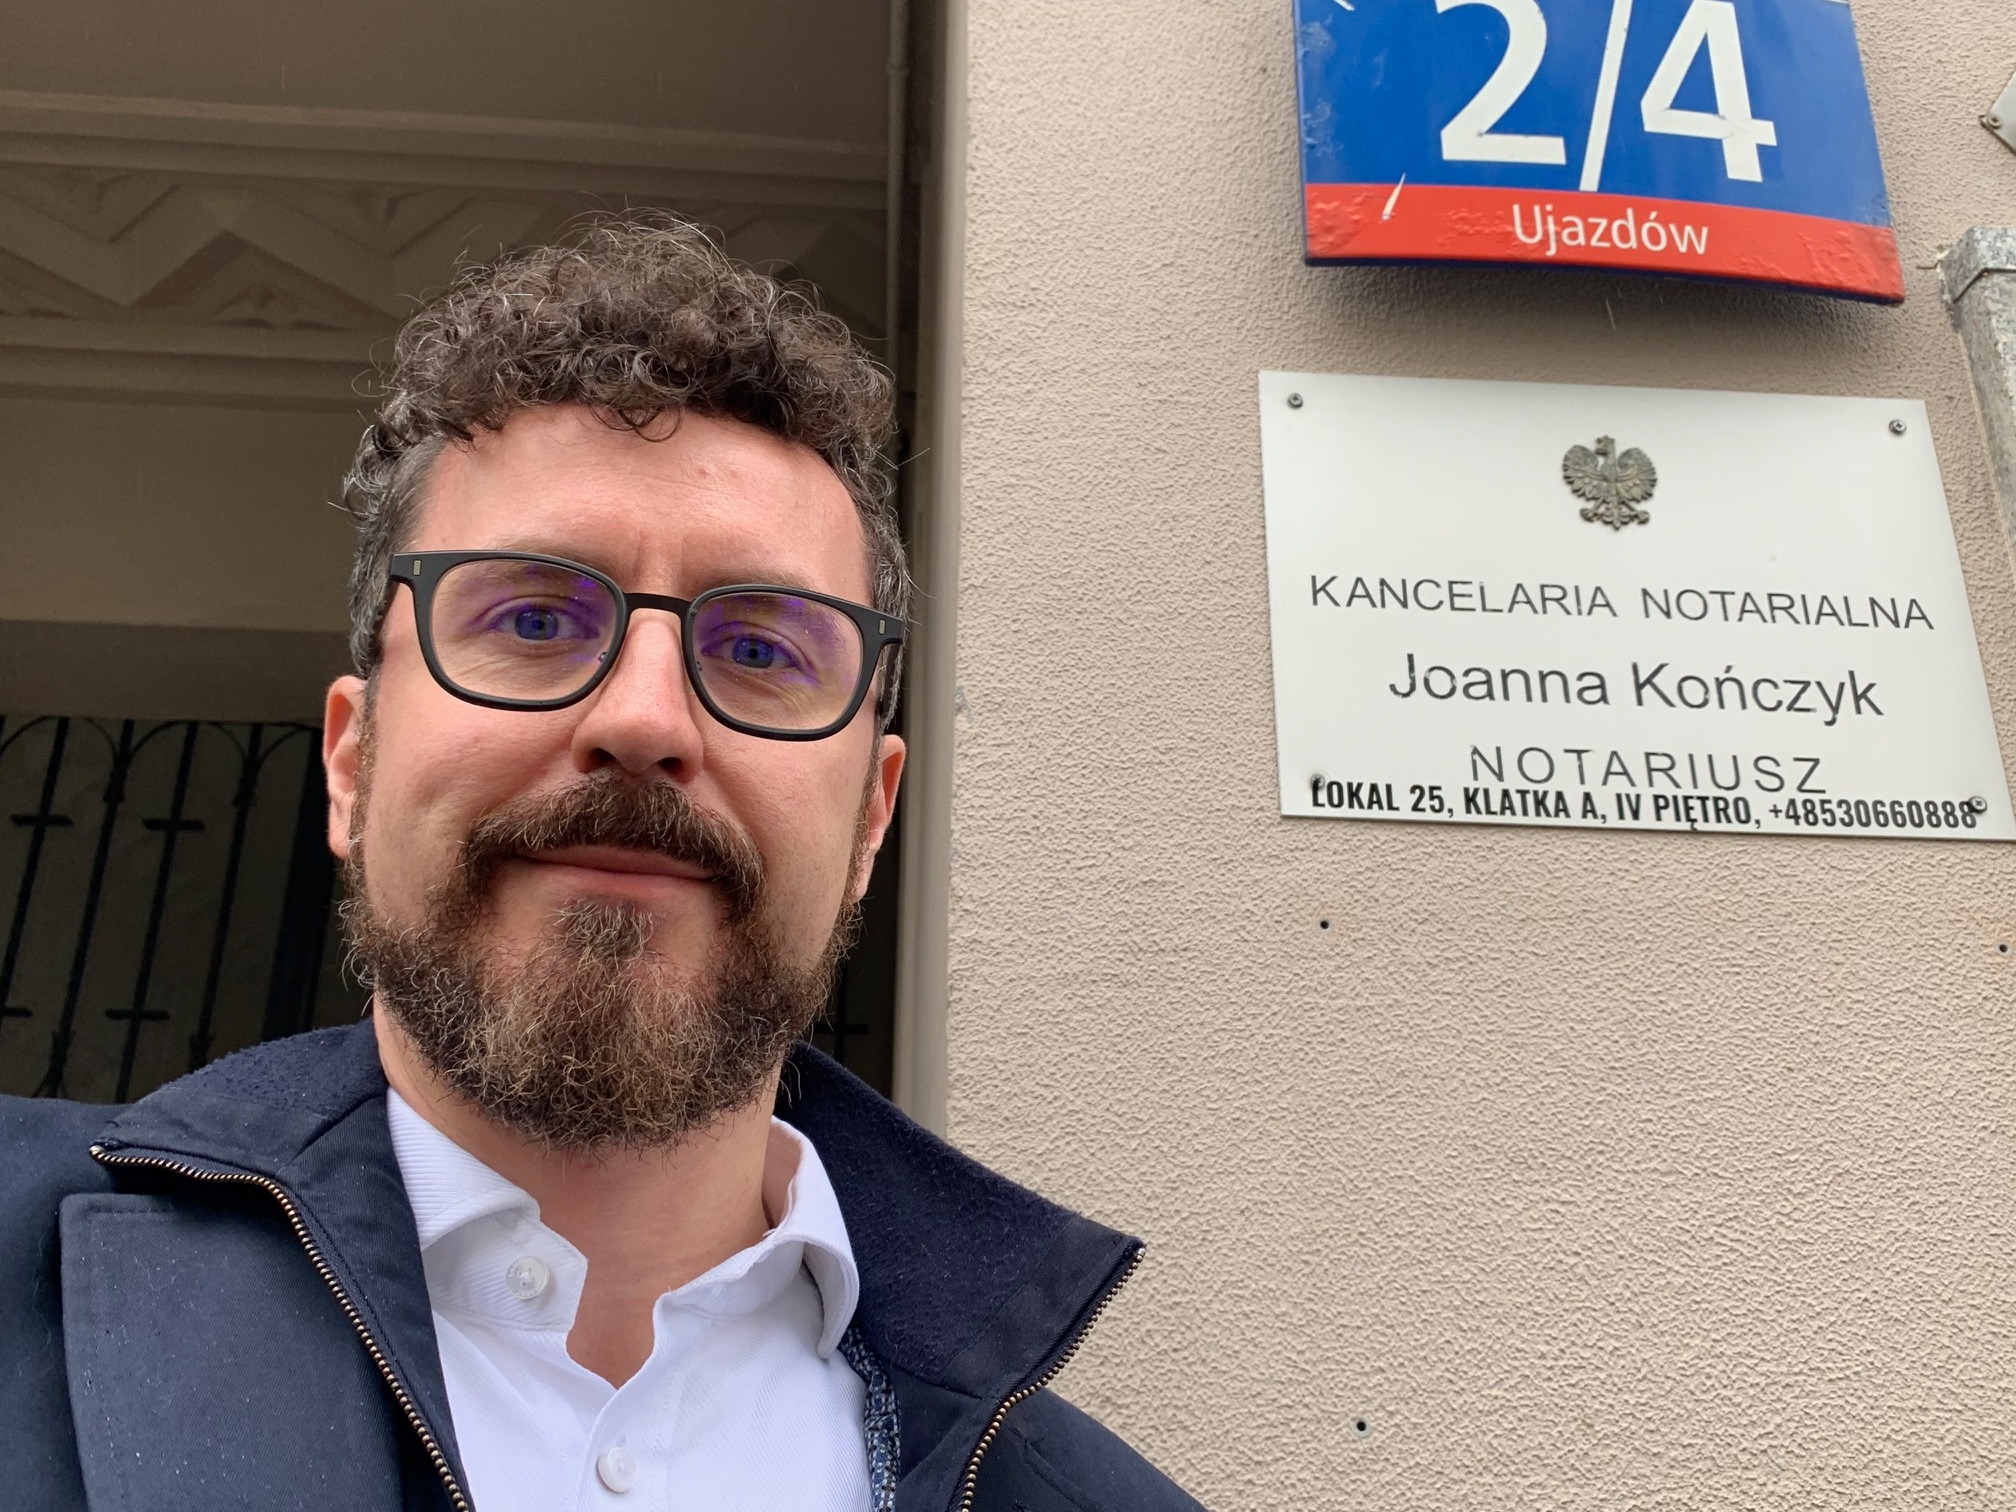 2/4
Ujazdów
KANCELARIA NOTARIALNA
Joanna Kończyk
NOTARIUSZ
LOKAL 25, KLATKA A, IV PIĘTRO, +48530660888